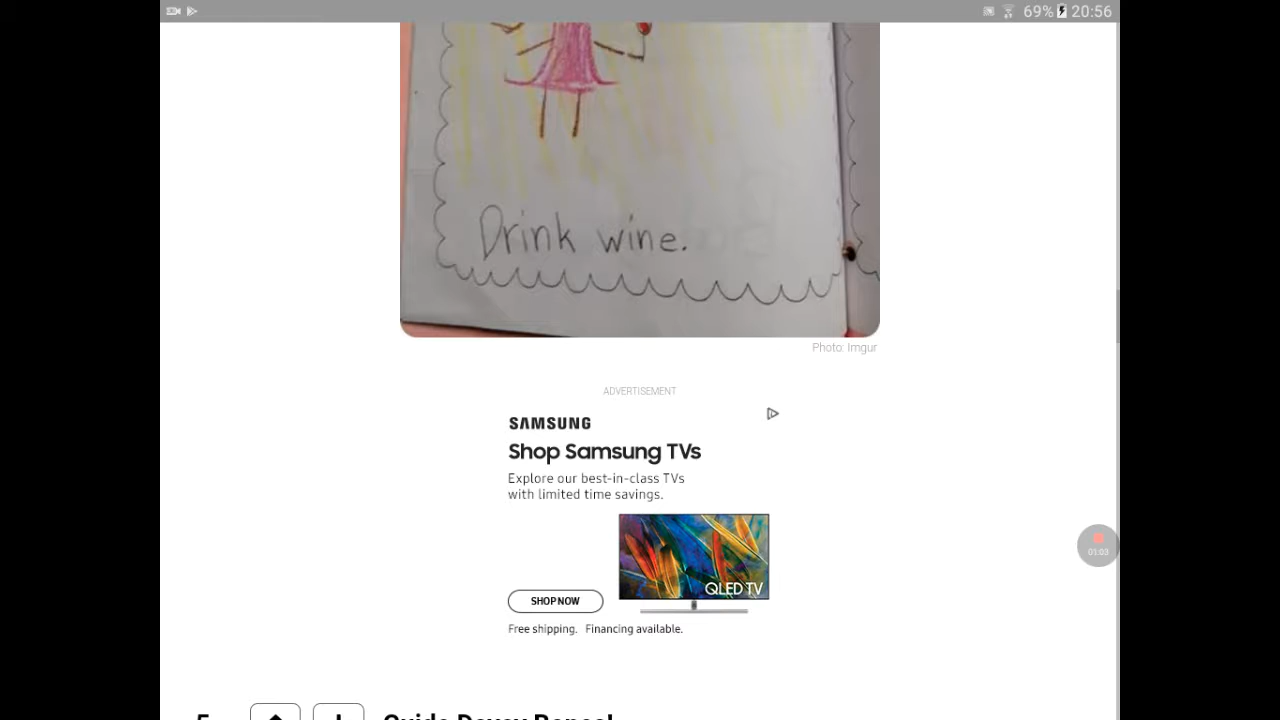 69% 20:56
Drink wine.
Photo: Imgur
ADVERTISEMENT
SAMSUNG
Shop Samsung TVs
Explore our best-in-class TVs
with limited time savings.
QLED TV
SHOP NOW
Free shipping. Financing available.
01:03